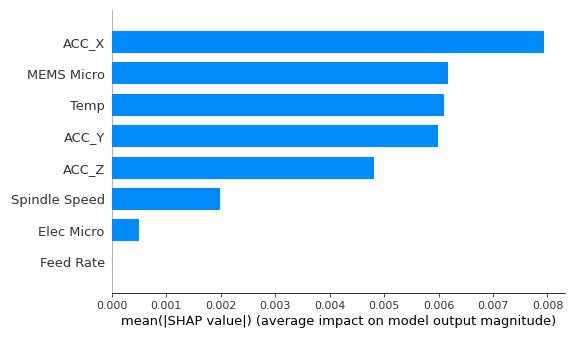 ACC_X
MEMS Micro
Temp
ACC_Y
ACC_Z
Spindle Speed
Elec Micro
Feed Rate
0.000 0.001 0.002 0.003 0.004 0.005 0.006 0.007 0.008
mean(|SHAP value|) (average impact on model output magnitude)